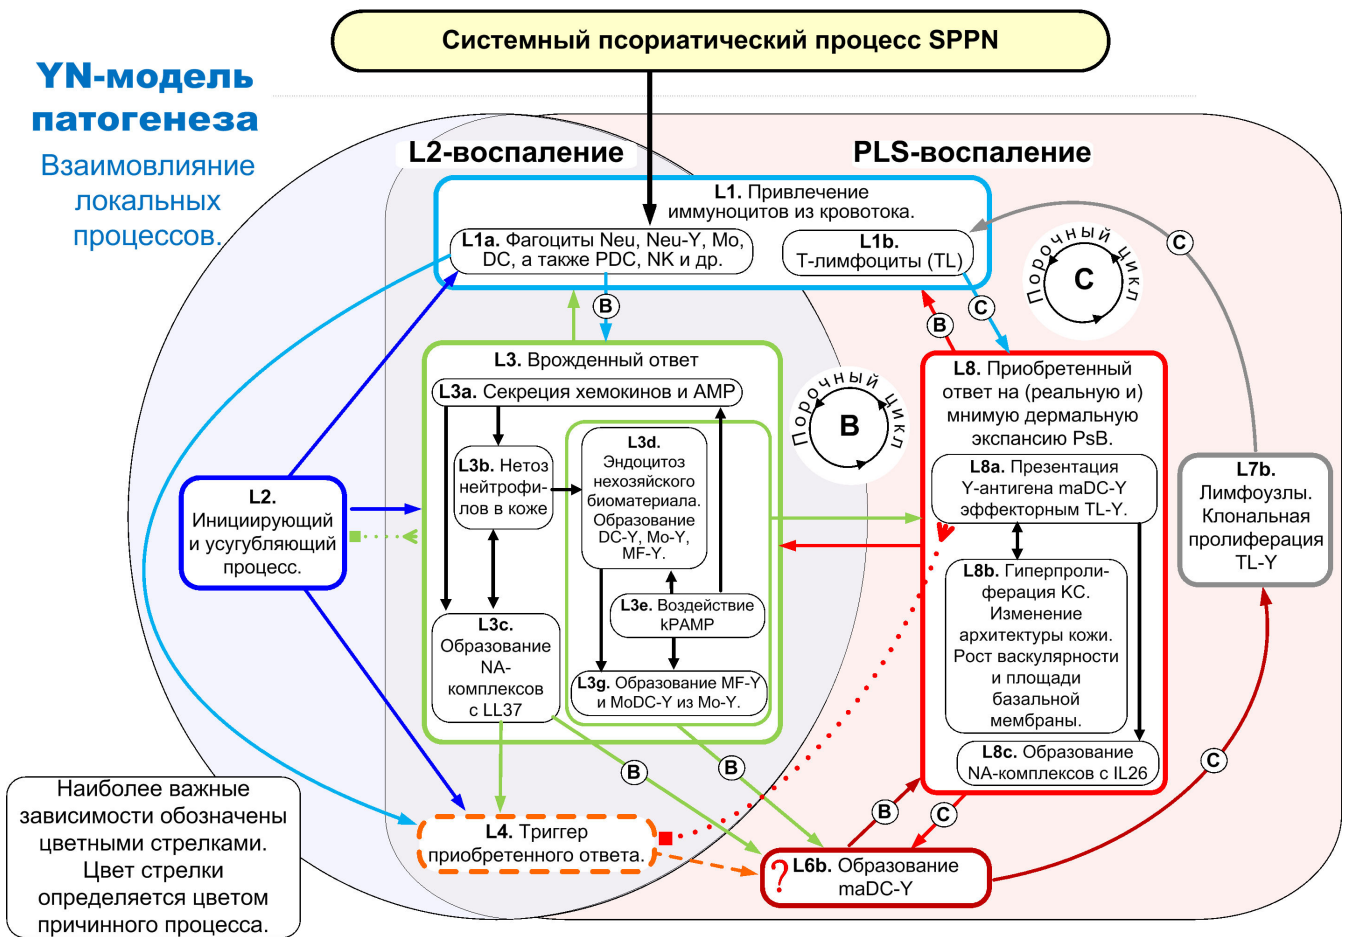 Системный псориатический процесс SPPN
YN-модель
патогенеза
Взаимовлияние
локальных
процессов.
L2-воспаление
PLS-воспаление
L1. Привлечение
иммуноцитов из кровотока.
L1a. Фагоциты Neu, Neu-Y, Mo,
DC, а также PDC, NK и др.
L1b.
Т-лимфоциты (TL)
Порочный цикл
C
C
B
C
B
L3. Врожденный ответ
L3a. Секреция хемокинов и AMP
L3b. Нетоз
нейтрофи-
лов в коже
L3d.
Эндоцитоз
нехозяйского
биоматериала.
Образование
DC-Y, Mo-Y,
MF-Y.
L3e. Воздействие
kPAMP
L3c.
Образование
NA-
комплексов
с LL37
L3g. Образование MF-Y
и MoDC-Y из Mo-Y.
Порочный цикл
B
L8. Приобретенный
ответ на (реальную и)
мнимую дермальную
экспансию PsB.
L8a. Презентация
Y-антигена maDC-Y
эффекторным TL-Y.
L8b. Гиперпроли-
ферация KC.
Изменение
архитектуры кожи.
Рост васкулярности
и площади
базальной
мембраны.
L8c. Образование
NA-комплексов с IL26
L7b.
Лимфоузлы.
Клональная
пролиферация
TL-Y
L2.
Инициирующий
и усугубляющий
процесс.
B
B
B
C
C
L4. Триггер
приобретенного ответа.
? L6b. Образование
maDC-Y
Наиболее важные
зависимости обозначены
цветными стрелками.
Цвет стрелки
определяется цветом
причинного процесса.